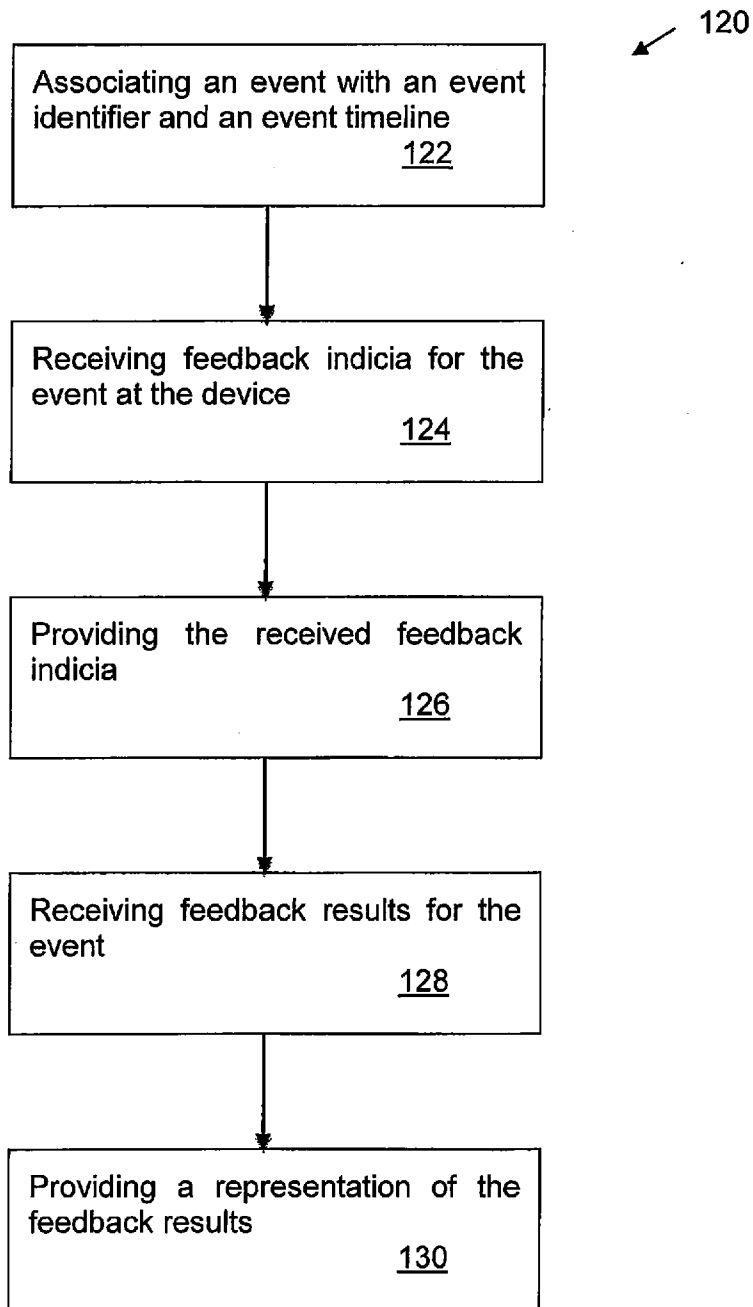 120
Associating an event with an event
identifier and an event timeline
122
Receiving feedback indicia for the
event at the device
124
Providing the received feedback
indicia
126
Receiving feedback results for the
event
128
Providing a representation of the
feedback results
130